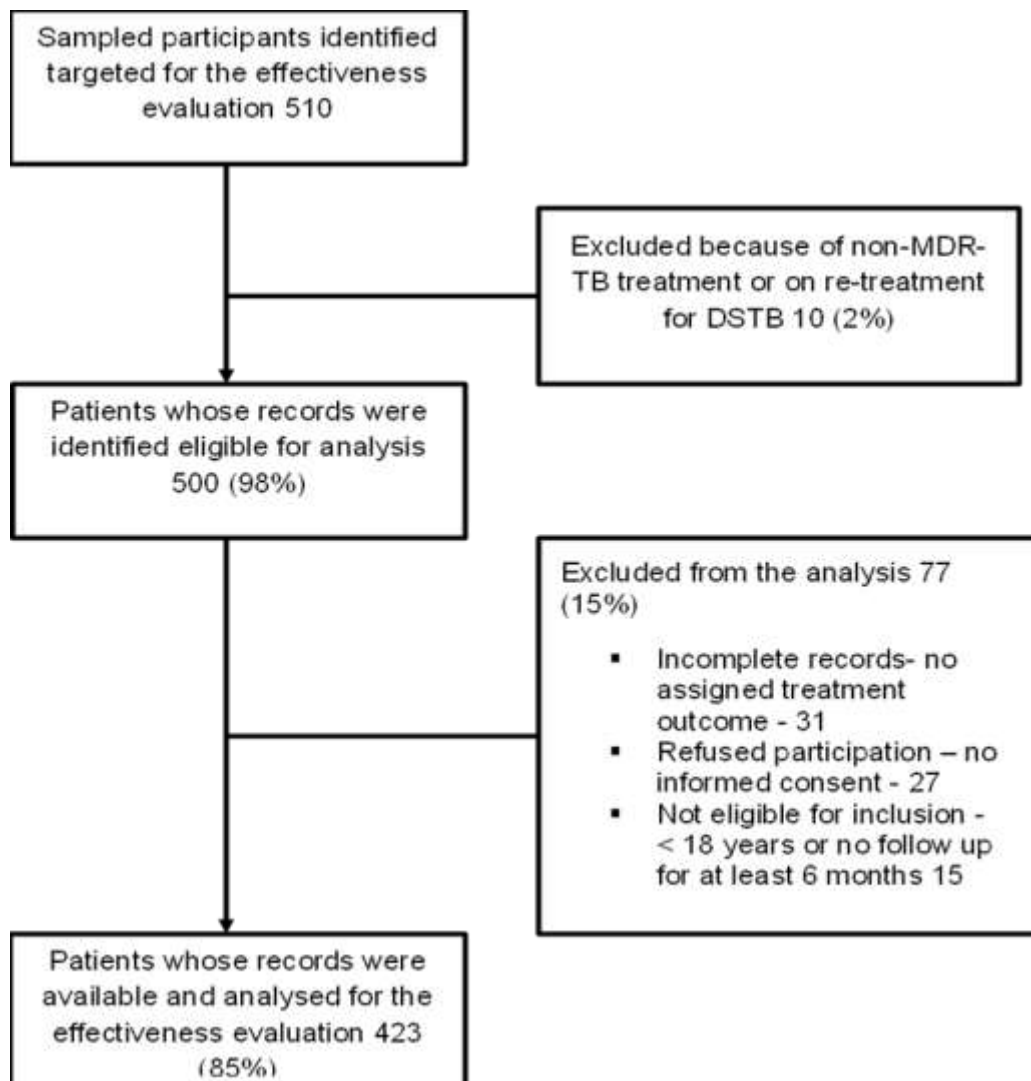 Sampled participants identified
targeted for the effectiveness
evaluation 510
Excluded because of non-MDR-
TB treatment or on re-treatment
for DSTB 10 (2%)
Patients whose records were
identified eligible for analysis
500 (98%)
Excluded from the analysis 77
(15%)
▪ Incomplete records- no
assigned treatment
outcome - 31
▪ Refused participation – no
informed consent - 27
▪ Not eligible for inclusion -
< 18 years or no follow up
for at least 6 months 15
Patients whose records were
available and analysed for the
effectiveness evaluation 423
(85%)